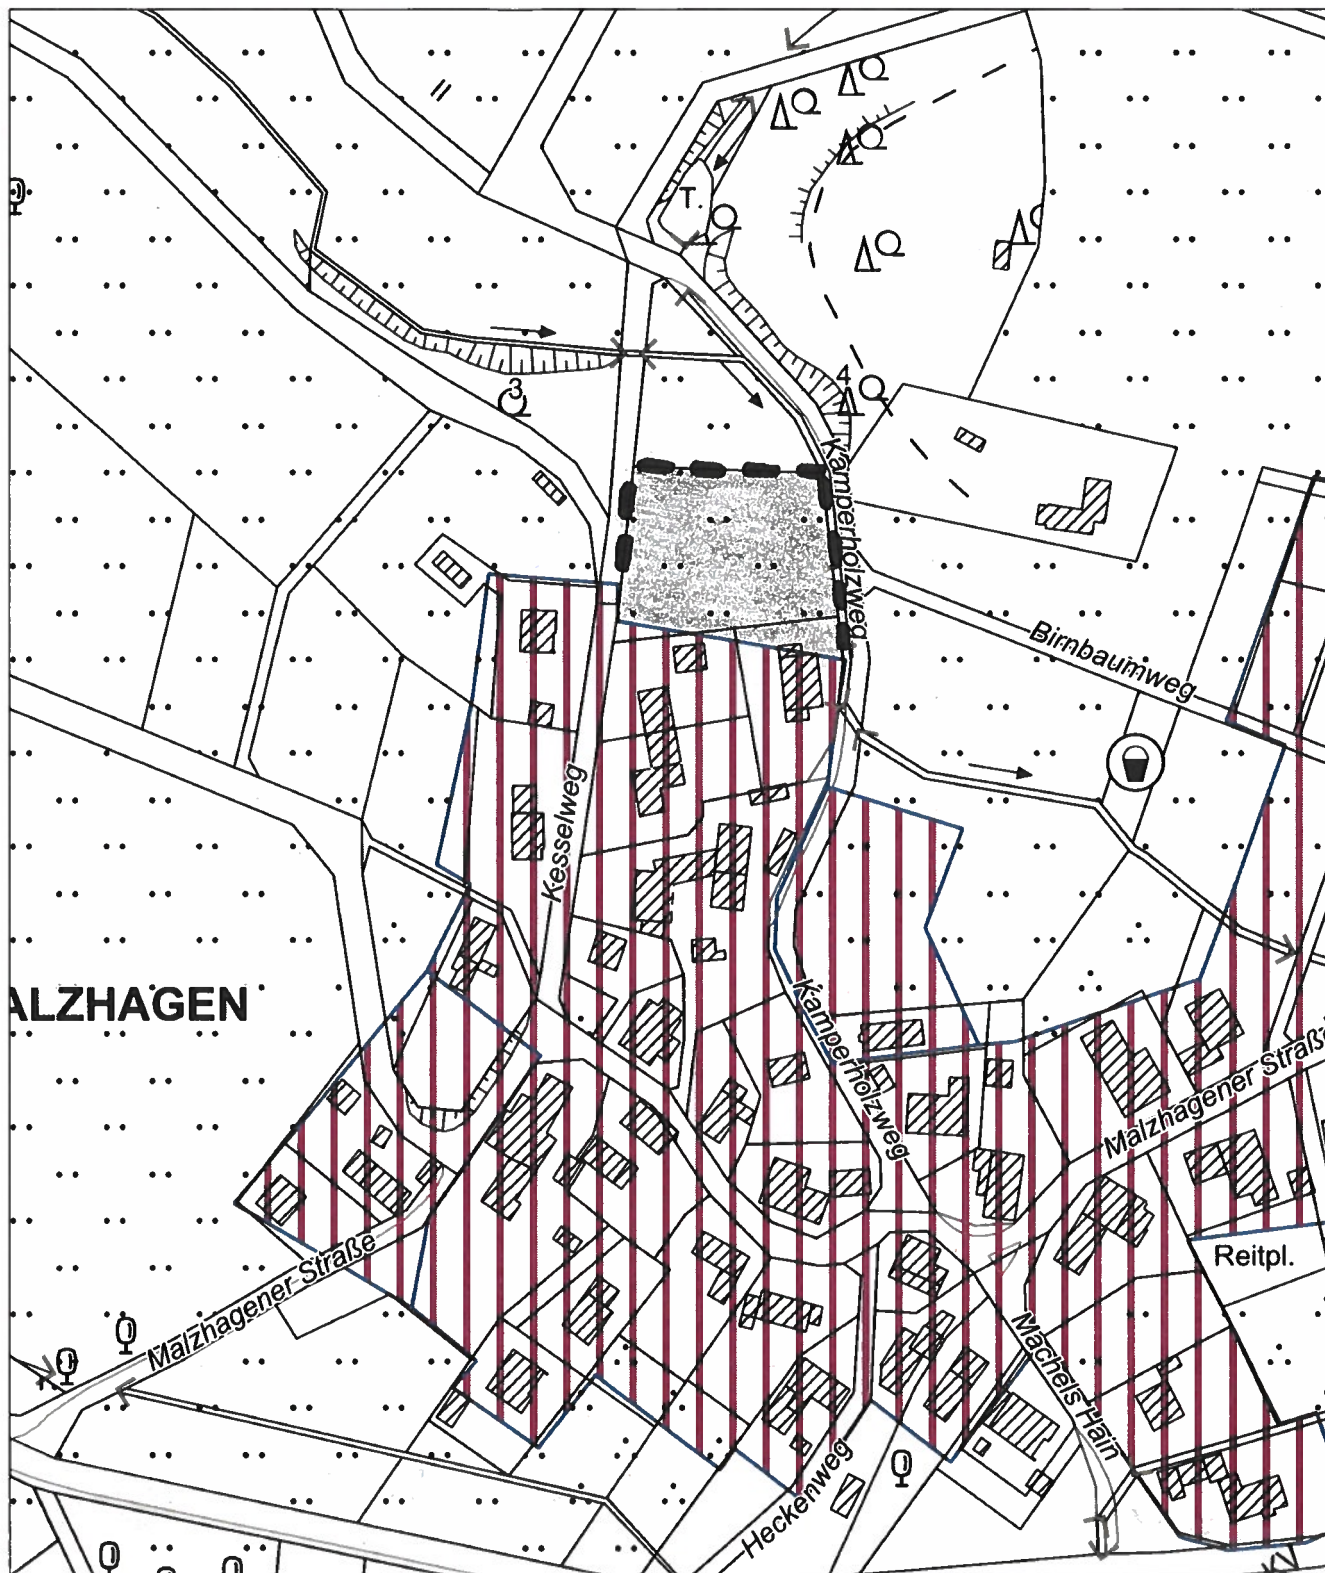 T.
3
4
Kamperholzweg
Birnbaumweg
Kesselweg
ALZHAGEN
Kamperholzweg
Malzhagener Straße
Reitpl.
Malzhagener Straße
Machels Hain
Heckenweg